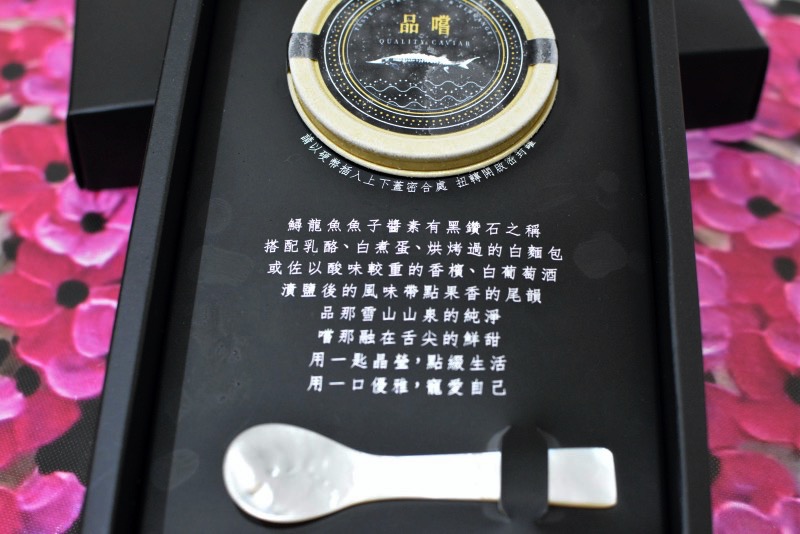 品嚐
QUALITY CAVIAR
請以硬幣插入上下蓋密合處 扭轉開啟密封罐
鱘龍魚魚子醬素有黑鑽石之稱
搭配乳酪、白煮蛋、烘烤過的白麵包
或佐以酸味較重的香檳、白葡萄酒
漬鹽後的風味帶點果香的尾韻
品那雪山山泉的純淨
嚐那融在舌尖的鮮甜
用一匙晶瑩，點綴生活
用一口優雅，寵愛自己